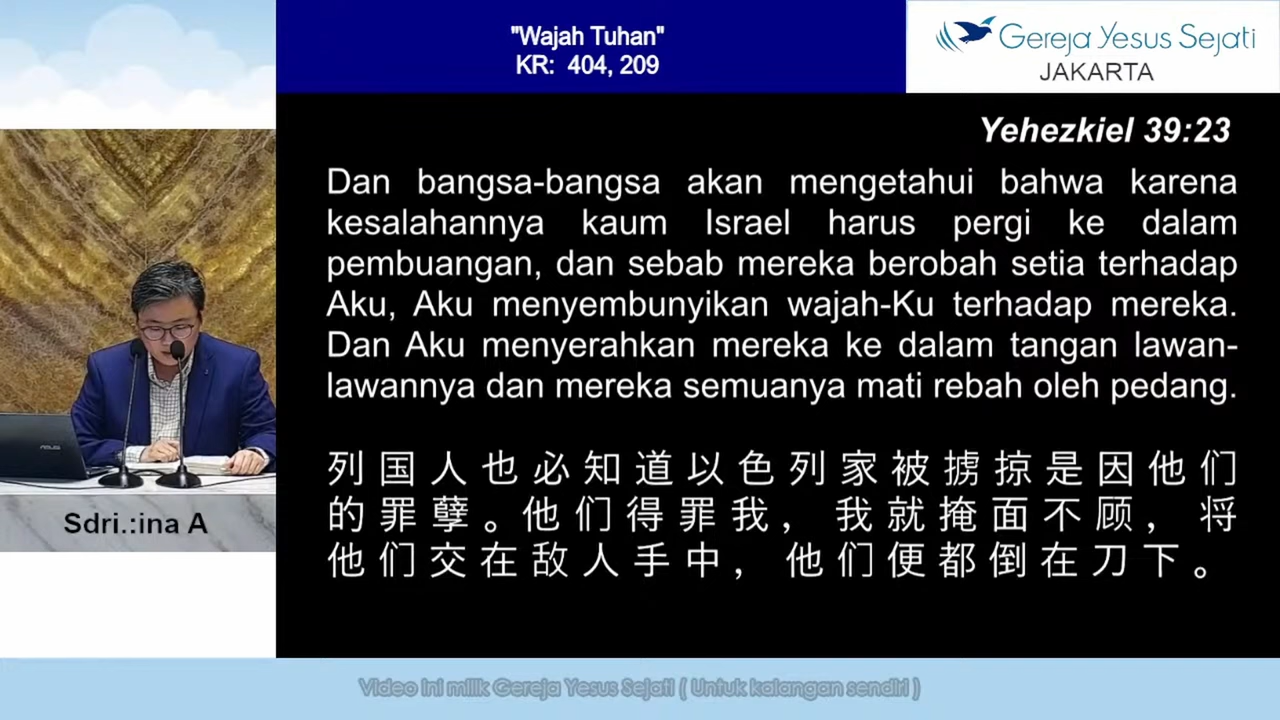 "Wajah Tuhan"
KR: 404, 209
Gereja Yesus Sejati
JAKARTA
Yehezkiel 39:23
Dan bangsa-bangsa akan mengetahui bahwa karena
kesalahannya kaum Israel harus pergi ke dalam
pembuangan, dan sebab mereka berobah setia terhadap
Aku, Aku menyembunyikan wajah-Ku terhadap mereka.
Dan Aku menyerahkan mereka ke dalam tangan lawan-
lawannya dan mereka semuanya mati rebah oleh pedang.
列国人也必知道以色列家被掳掠是因他们
的罪孽。他们得罪我，我就掩面不顾，将
他们交在敌人手中，他们便都倒在刀下。
ASUS
Sdri.:ina A
Video ini milik Gereja Yesus Sejati ( Untuk kalangan sendiri )